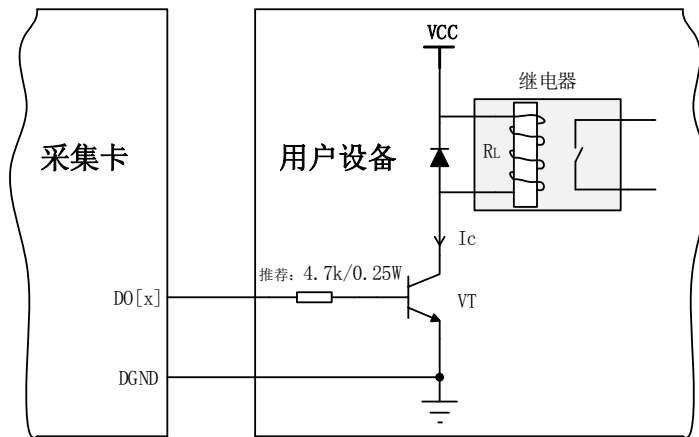 VCC
继电器
采集卡
用户设备
RL
Ic
推荐: 4.7k/0.25W
DO[x]
VT
DGND